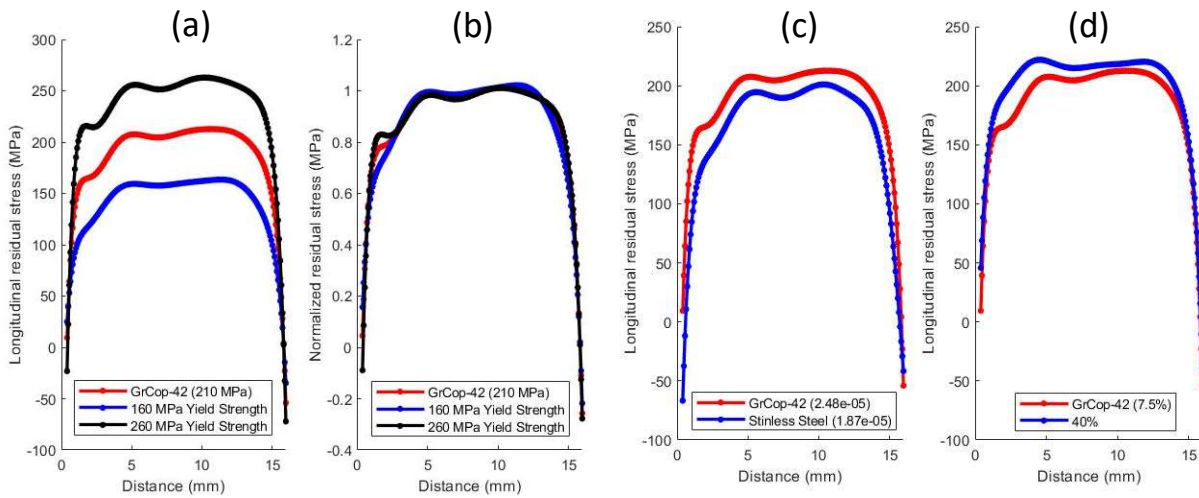 (a)
Longitudinal residual stress (MPa)
300
250
200
150
100
50
0
-50
-100
GrCop-42 (210 MPa)
160 MPa Yield Strength
260 MPa Yield Strength
0 5 10 15
Distance (mm)
(b)
Normalized residual stress (MPa)
1.2
1
0.8
0.6
0.4
0.2
0
-0.2
-0.4
GrCop-42 (210 MPa)
160 MPa Yield Strength
260 MPa Yield Strength
0 5 10 15
Distance (mm)
(c)
Longitudinal residual stress (MPa)
250
200
150
100
50
0
-50
-100
GrCop-42 (2.48e-05)
Stinless Steel (1.87e-05)
0 5 10 15
Distance (mm)
(d)
Longitudinal residual stress (MPa)
250
200
150
100
50
0
-50
-100
GrCop-42 (7.5%)
40%
0 5 10 15
Distance (mm)